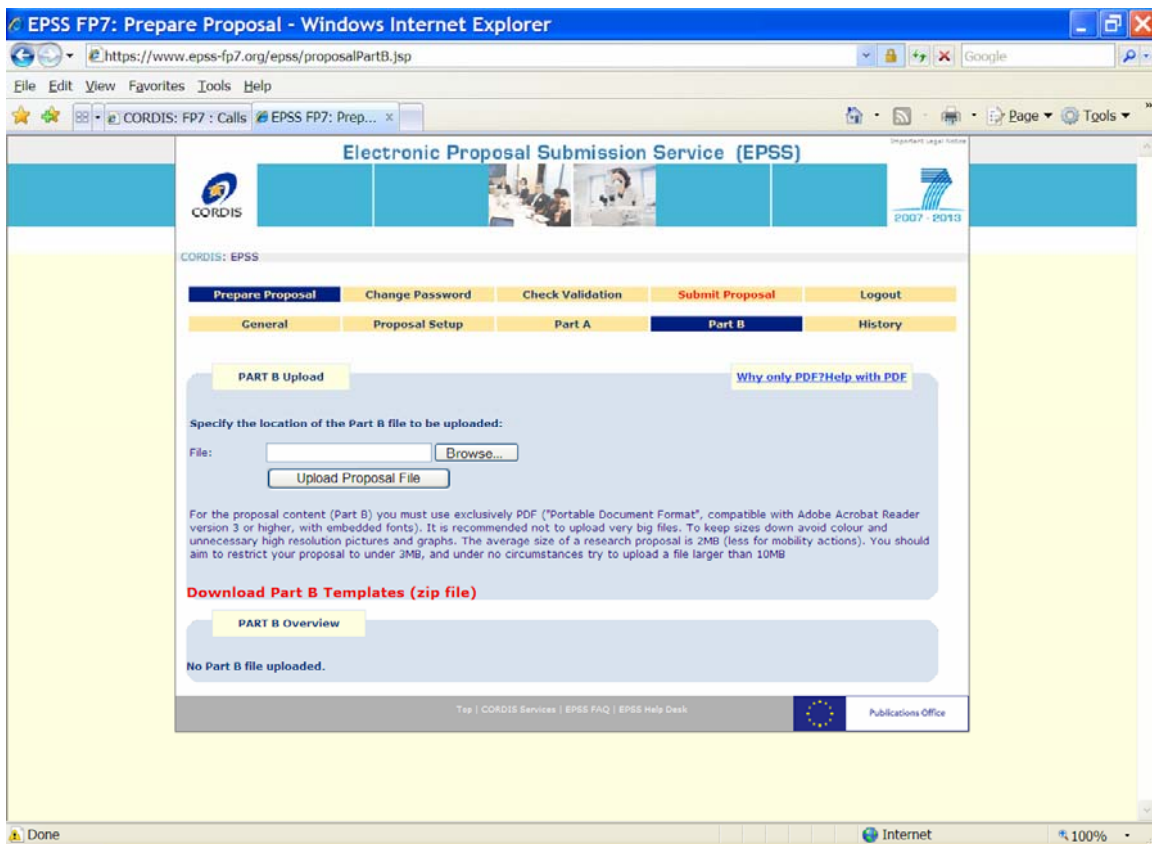 EPSS FP7: Prepare Proposal - Windows Internet Explorer
https://www.epss-fp7.org/epss/proposalPartB.jsp
Google
File Edit View Favorites Tools Help
CORDIS: FP7 : Calls
EPSS FP7: Prep... x
Page
Tools
Electronic Proposal Submission Service (EPSS)
Important Legal Notice
CORDIS
7
2007 - 2013
CORDIS: EPSS
Prepare Proposal Change Password Check Validation Submit Proposal Logout
General Proposal Setup Part A Part B History
PART B Upload
Why only PDF?Help with PDF
Specify the location of the Part B file to be uploaded:
File: Browse...
Upload Proposal File
For the proposal content (Part B) you must use exclusively PDF ("Portable Document Format", compatible with Adobe Acrobat Reader
version 3 or higher, with embedded fonts). It is recommended not to upload very big files. To keep sizes down avoid colour and
unnecessary high resolution pictures and graphs. The average size of a research proposal is 2MB (less for mobility actions). You should
aim to restrict your proposal to under 3MB, and under no circumstances try to upload a file larger than 10MB
Download Part B Templates (zip file)
PART B Overview
No Part B file uploaded.
Top | CORDIS Services | EPSS FAQ | EPSS Help Desk
Publications Office
Done
Internet
100%